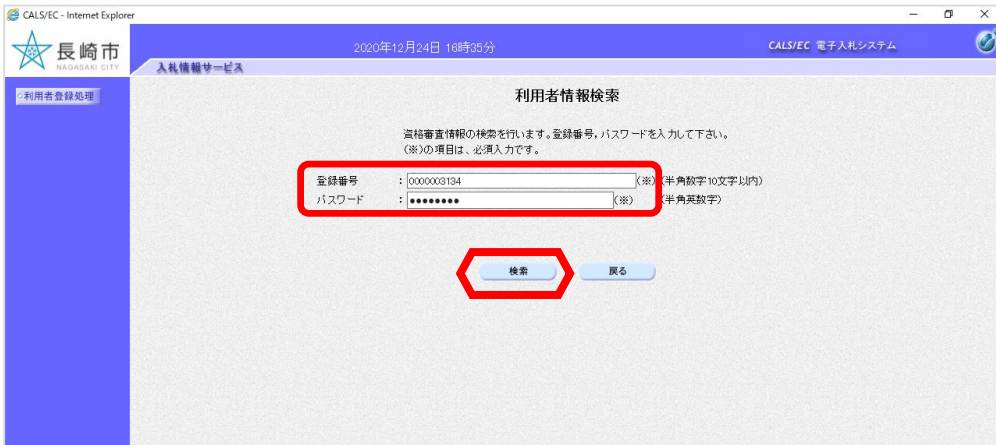 CALS/EC - Internet Explorer
長崎市
NAGASAKI CITY
2020年12月24日 16時35分
CALS/EC 電子入札システム
入札情報サービス
利用者登録処理
利用者情報検索
資格審査情報の検索を行います。登録番号，パスワードを入力して下さい。
(※)の項目は、必須入力です。
登録番号 : 0000003134 (※) (半角数字10文字以内)
パスワード : ●●●●●●●● (※) (半角英数字)
検索 戻る